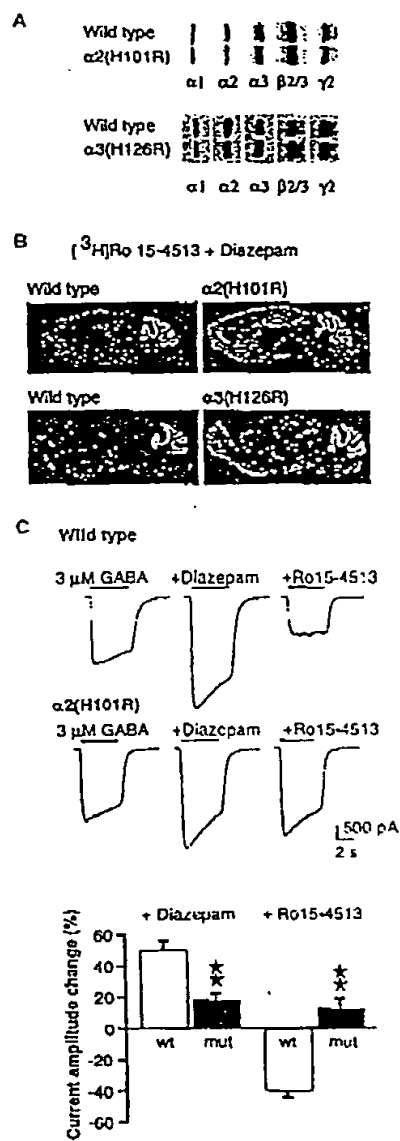 A
Wild type
α2(H101R)
α1 α2 α3 β2/3 γ2
Wild type
α3(H126R)
α1 α2 α3 β2/3 γ2
B
[³H]Ro 15-4513 + Diazepam
Wild type α2(H101R)
Wild type α3(H126R)
C
Wild type
3 µM GABA +Diazepam +Ro15-4513
α2(H101R)
3 µM GABA +Diazepam +Ro15-4513
500 pA
2 s
+ Diazepam + Ro15-4513
Current amplitude change (%)
60
40
20
0
-20
-40
-60
wt mut wt mut